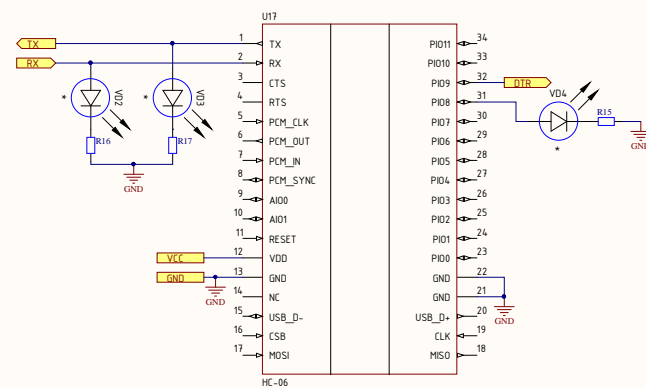 U17
TX 1 TX PIO11 34
RX 2 RX PIO10 33
3 CTS PIO9 32 DTR
4 RTS PIO8 31
5 PCM_CLK PIO7 30
6 PCM_OUT PIO6 29
7 PCM_IN PIO5 28
8 PCM_SYNC PIO4 27
9 AIO0 PIO3 26
10 AIO1 PIO2 25
11 RESET PIO1 24
VCC 12 VDD PIO0 23
GND 13 GND GND 22
14 NC GND 21
15 USB_D- USB_D+ 20
16 CSB CLK 19
17 MOSI MISO 18
HC-06
* VD2
* VD3
R16
R17
GND
GND
VD4
*
R15
GND
GND